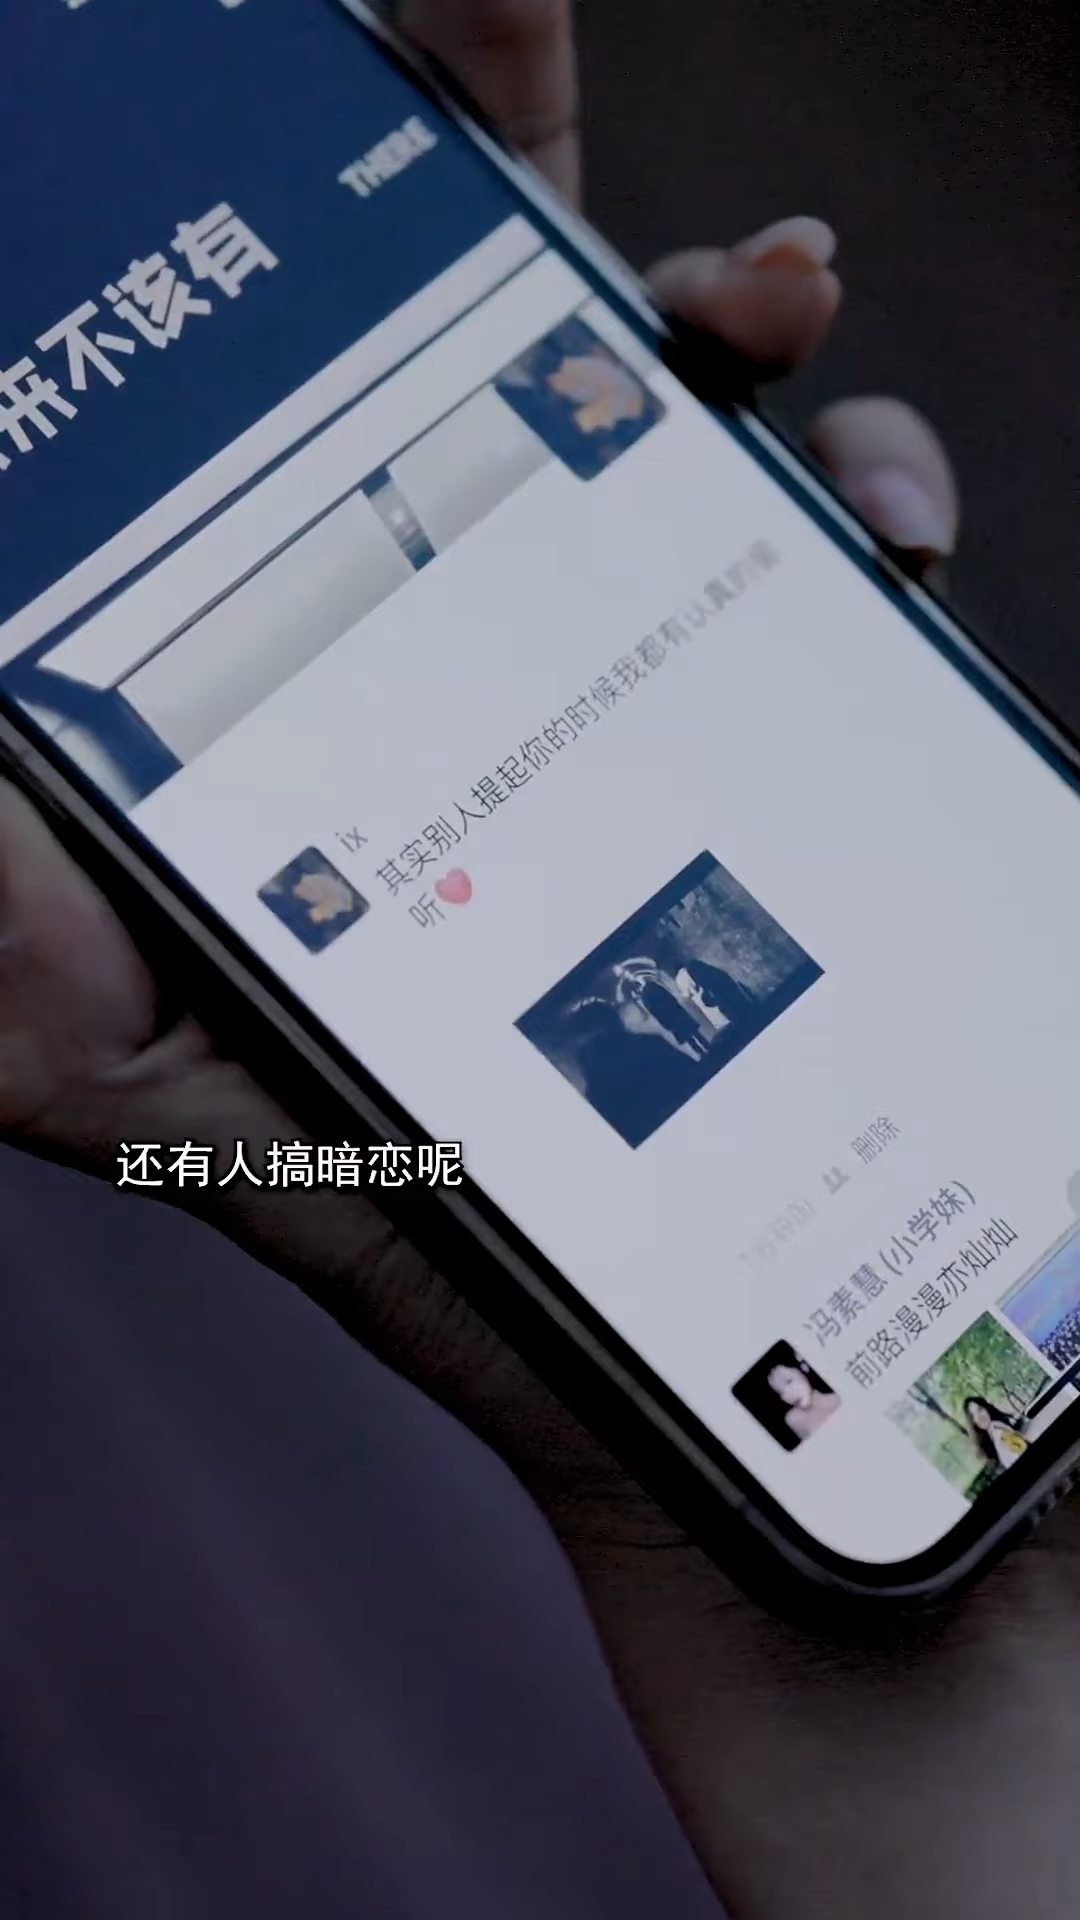 THERE
来不该有
ix
其实别人提起你的时候我都有认真的偷
听❤️
删除
冯素慧 (小学妹)
前路漫漫亦灿灿
还有人搞暗恋呢